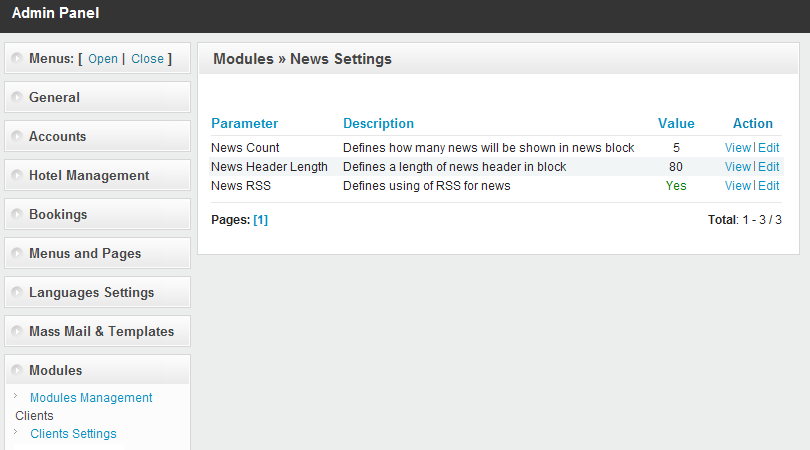 Admin Panel
Menus: [ Open | Close ]
General
Accounts
Hotel Management
Bookings
Menus and Pages
Languages Settings
Mass Mail & Templates
Modules
Modules Management
Clients
Clients Settings
Modules » News Settings
Parameter Description Value Action
News Count Defines how many news will be shown in news block 5 View | Edit
News Header Length Defines a length of news header in block 80 View | Edit
News RSS Defines using of RSS for news Yes View | Edit
Pages: [1] Total: 1 - 3 / 3